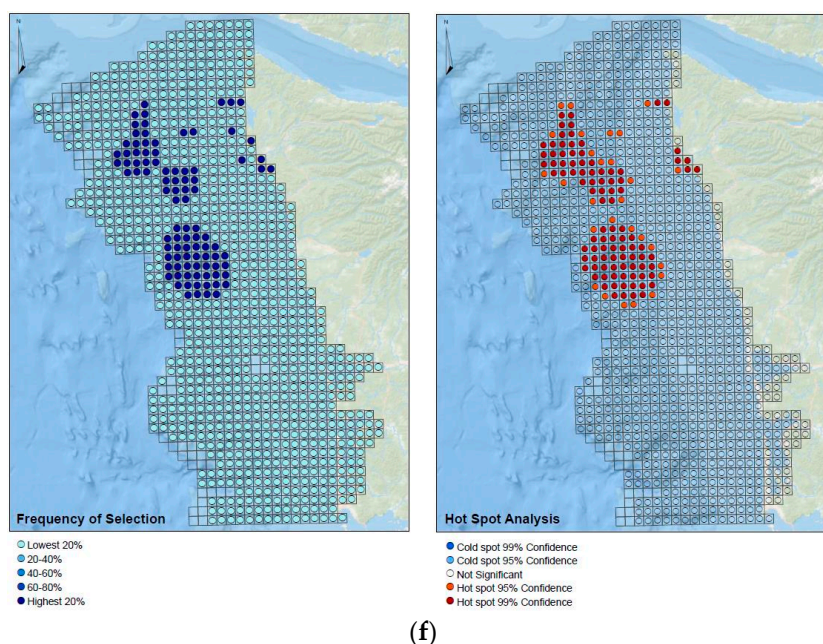 N
N
Frequency of Selection
Hot Spot Analysis
Lowest 20%
20-40%
40-60%
60-80%
Highest 20%
Cold spot 99% Confidence
Cold spot 95% Confidence
Not Significant
Hot spot 95% Confidence
Hot spot 99% Confidence
(f)